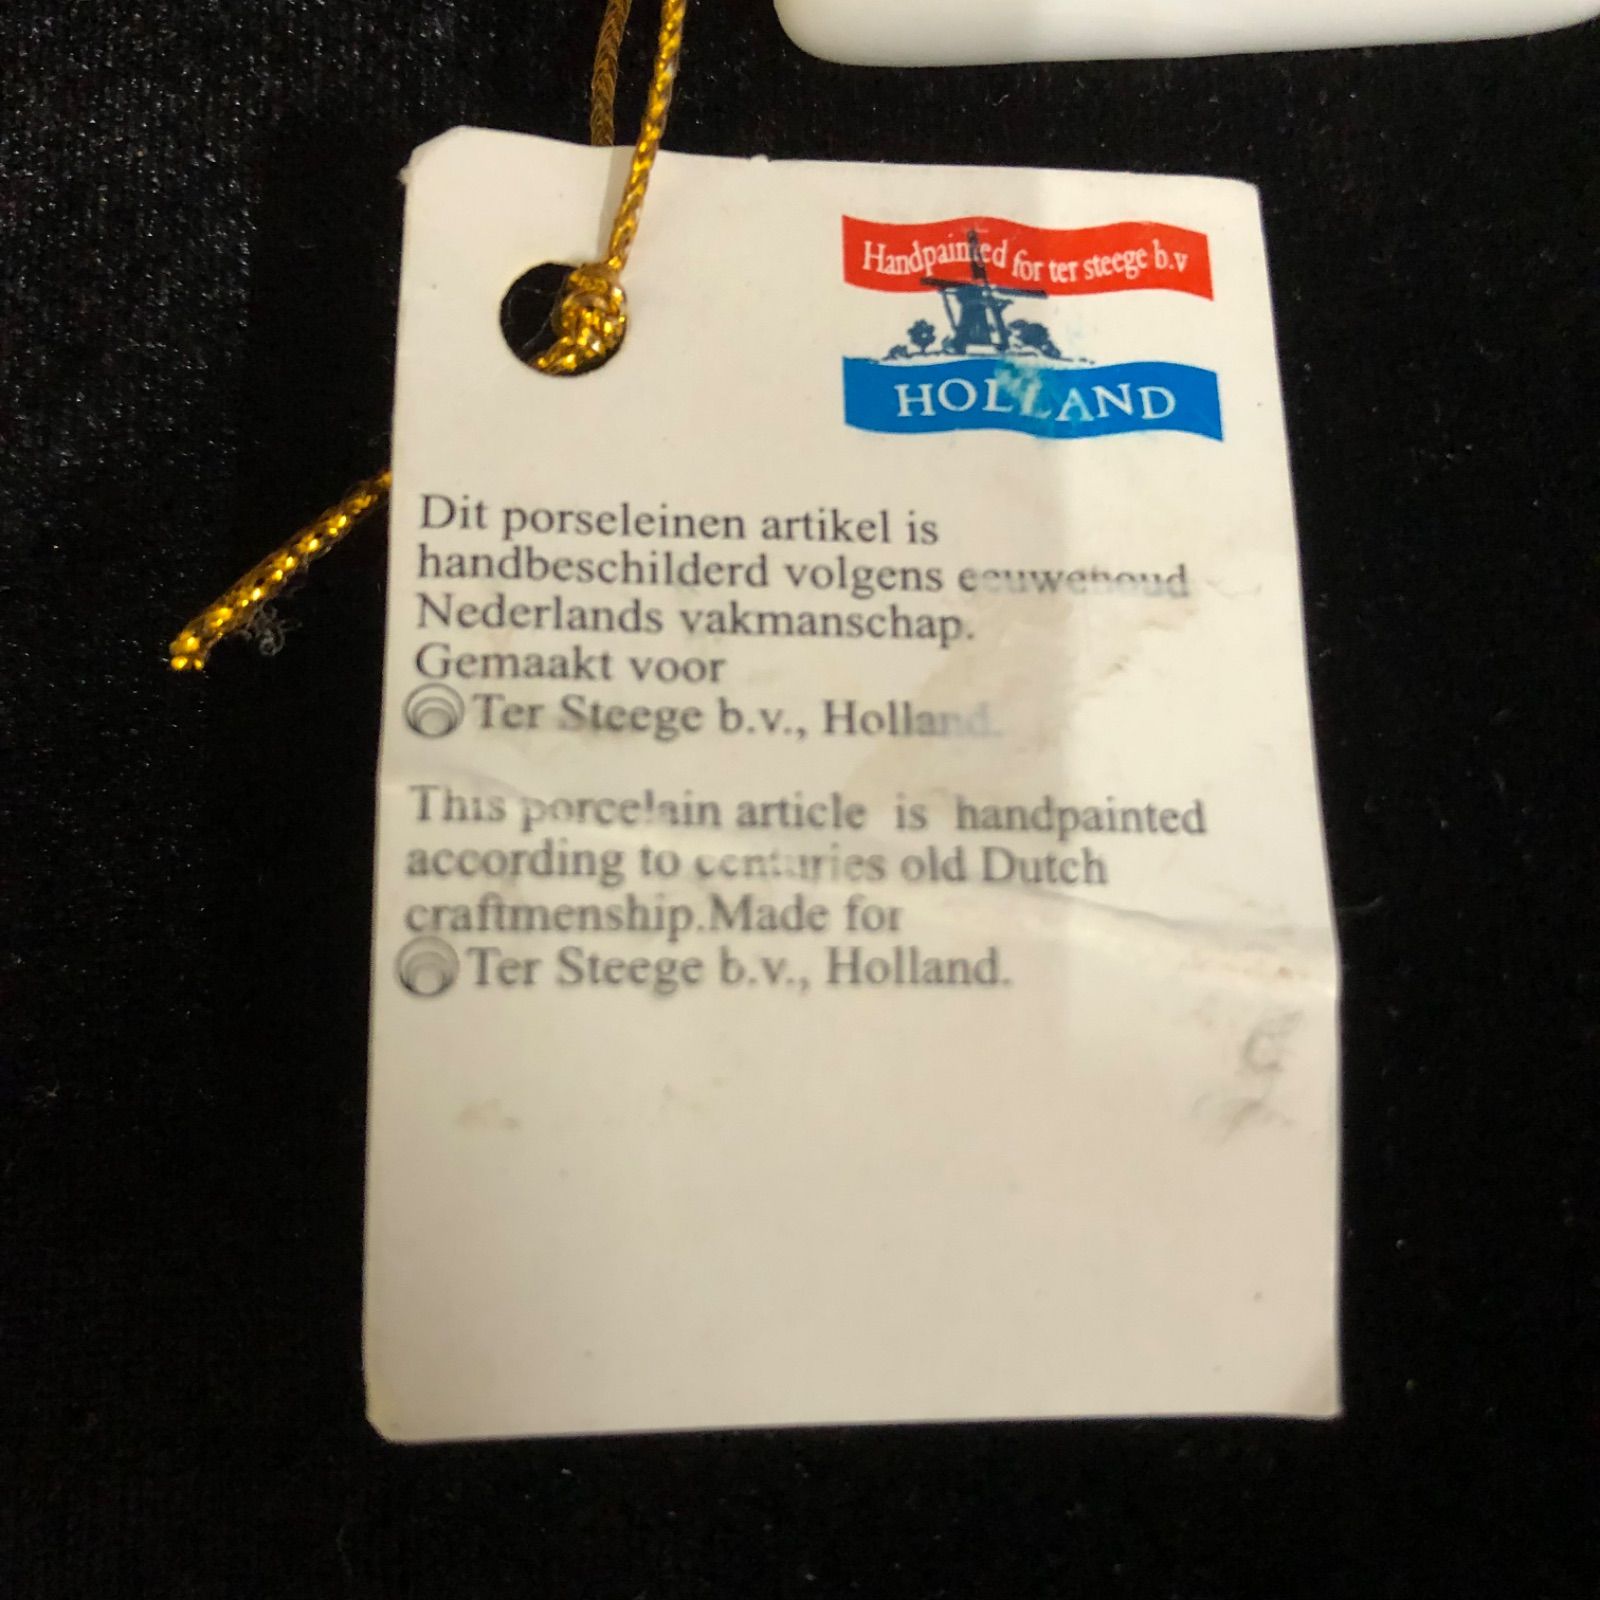 Handpainted for ter steege b.v
HOLLAND
Dit porseleinen artikel is
handbeschilderd volgens eeuwenoud
Nederlands vakmanschap.
Gemaakt voor
Ter Steege b.v., Holland.
This porcelain article is handpainted
according to centuries old Dutch
craftmenship.Made for
Ter Steege b.v., Holland.